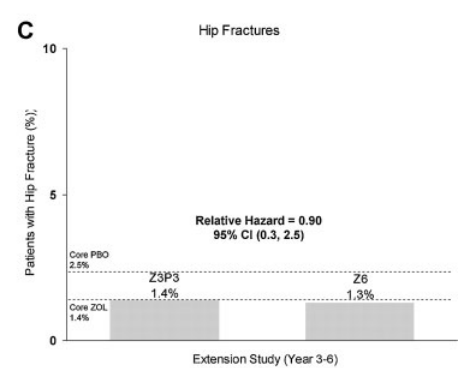 C
Hip Fractures
10
Patients with Hip Fracture (%);
5
Relative Hazard = 0.90
95% CI (0.3, 2.5)
Core PBO
2.5%
Z3P3
1.4%
Z6
1.3%
Core ZOL
1.4%
0
Extension Study (Year 3-6)